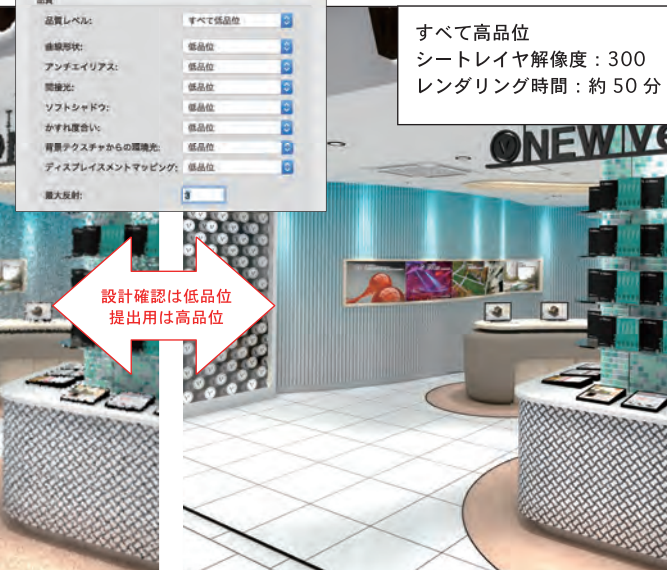 品質
品質レベル: すべて低品位
曲線形状: 低品位
アンチエイリアス: 低品位
間接光: 低品位
ソフトシャドウ: 低品位
かすれ度合い: 低品位
背景テクスチャからの環境光: 低品位
ディスプレイスメントマッピング: 低品位
最大反射: 3
すべて高品位
シートレイヤ解像度：300
レンダリング時間：約 50 分
NEW VE
設計確認は低品位
提出用は高品位